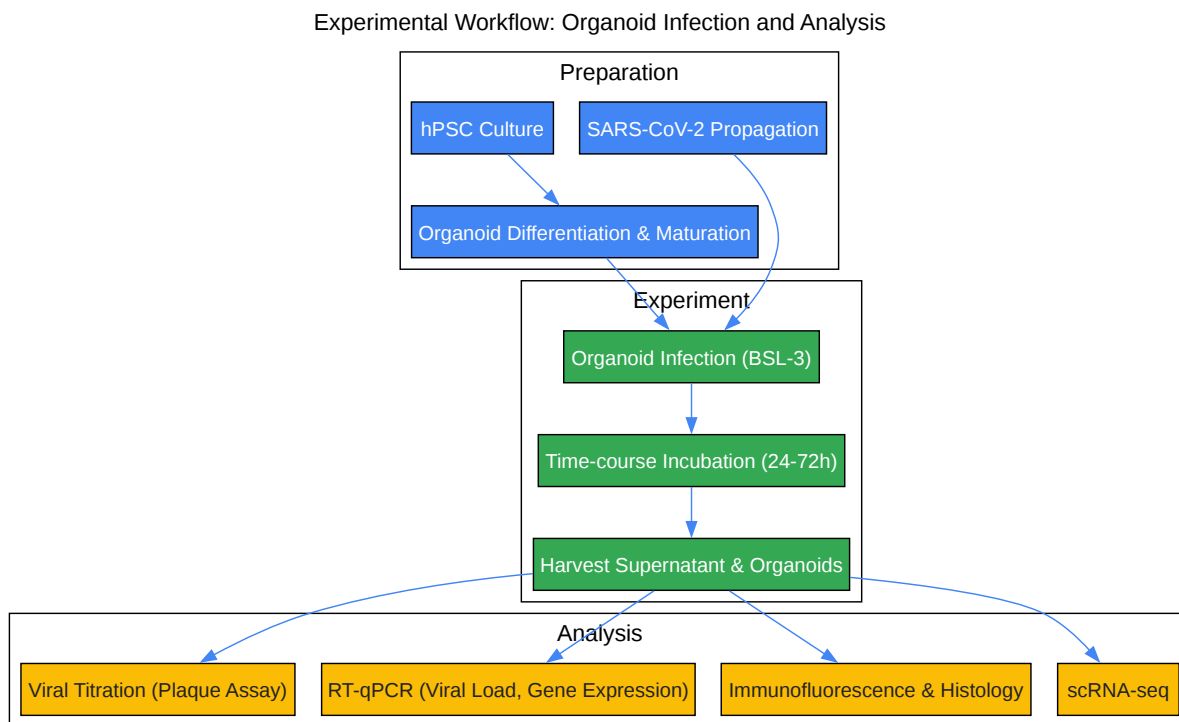 Experimental Workflow: Organoid Infection and Analysis
Preparation
hPSC Culture
SARS-CoV-2 Propagation
Organoid Differentiation & Maturation
Experiment
Organoid Infection (BSL-3)
Time-course Incubation (24-72h)
Harvest Supernatant & Organoids
Analysis
Viral Titration (Plaque Assay)
RT-qPCR (Viral Load, Gene Expression)
Immunofluorescence & Histology
scRNA-seq